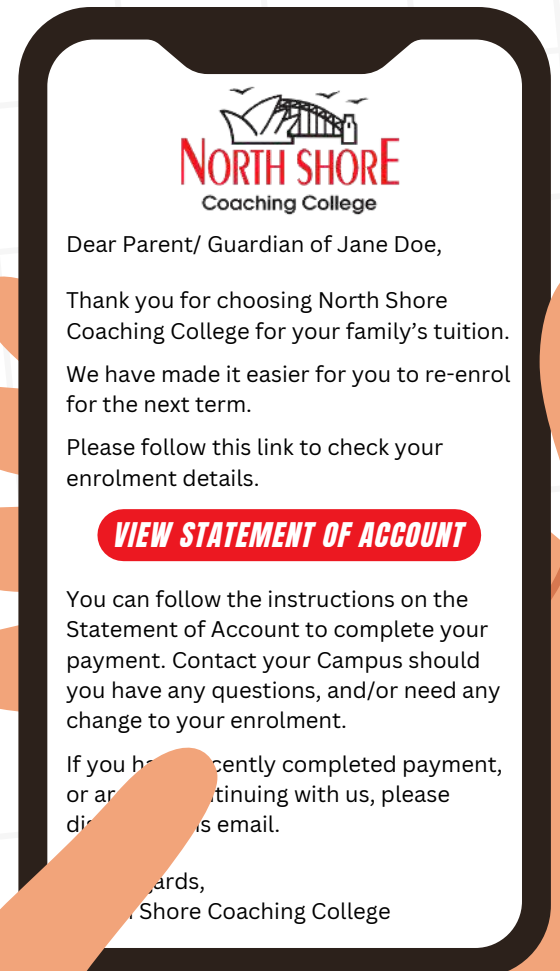 NORTH SHORE
Coaching College
Dear Parent/ Guardian of Jane Doe,
Thank you for choosing North Shore
Coaching College for your family’s tuition.
We have made it easier for you to re-enrol
for the next term.
Please follow this link to check your
enrolment details.
VIEW STATEMENT OF ACCOUNT
You can follow the instructions on the
Statement of Account to complete your
payment. Contact your Campus should
you have any questions, and/or need any
change to your enrolment.
If you completed payment,
or with us, please
email.
Shore Coaching College